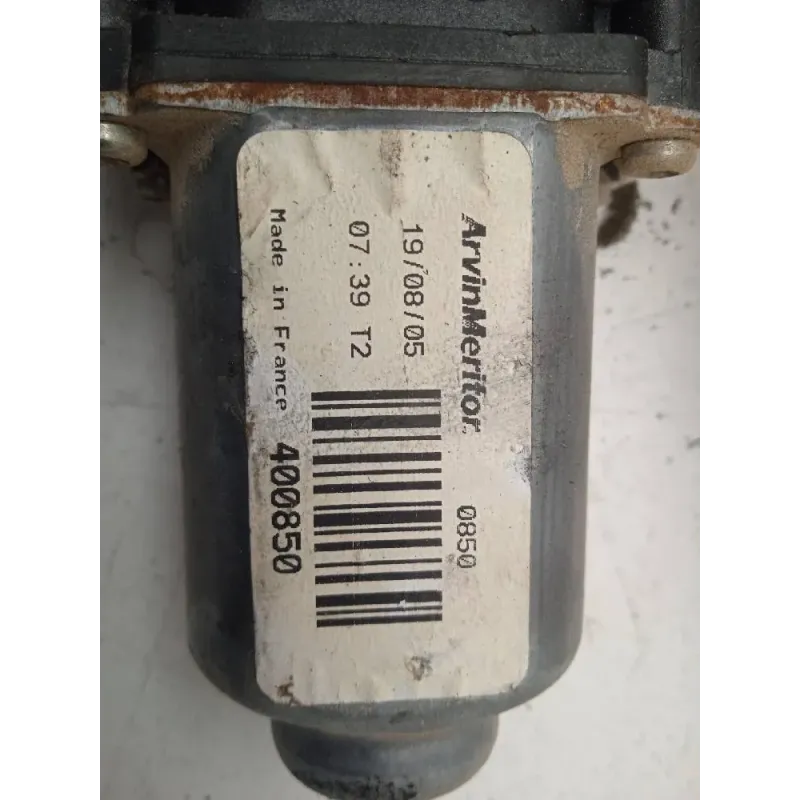 ArvinMeritor 0850
19/08/05
07:39 T2
Made in France 400850